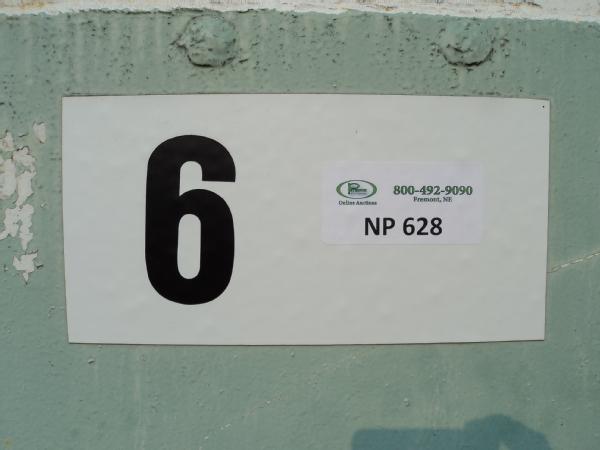 6
800-492-9090
Online Auctions
Fremont, NE
NP 628